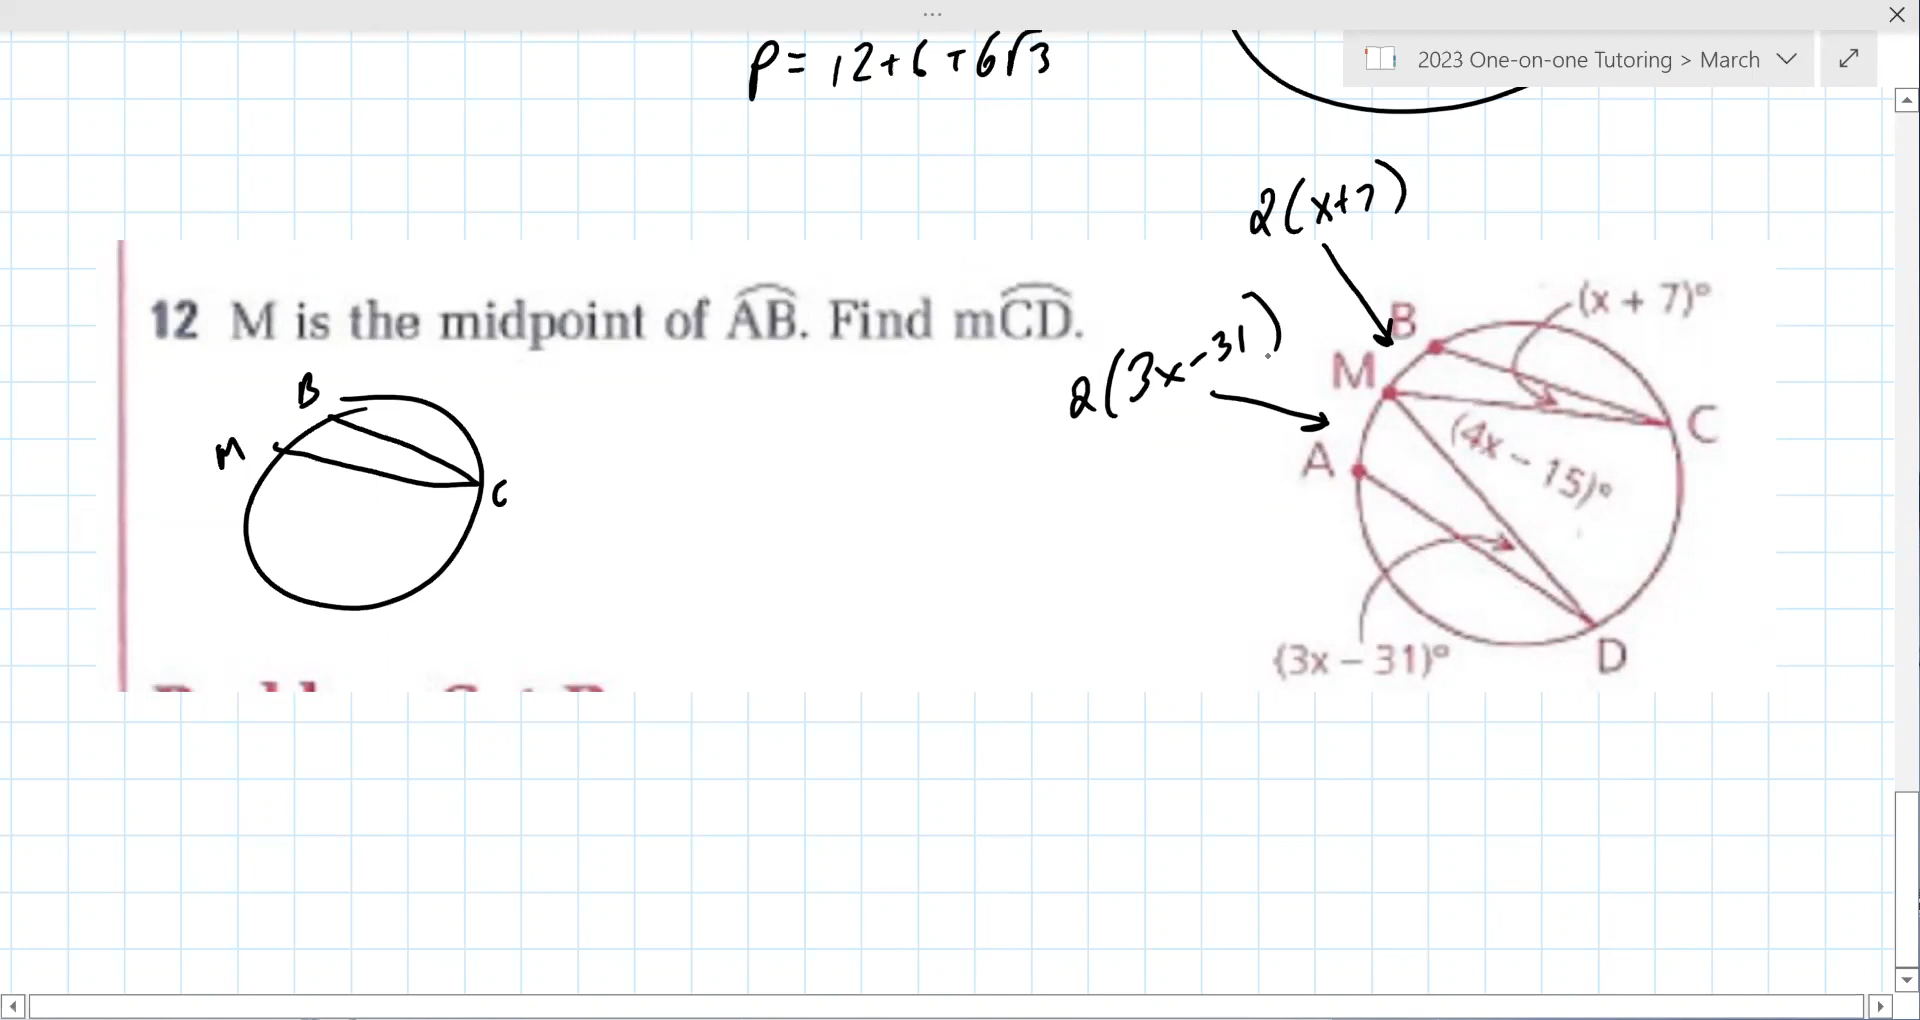 ...
P = 12 + 6 + 6√3
2023 One-on-one Tutoring > March
2(x+7)
12 M is the midpoint of AB. Find mCD.
2(3x-31)
B
M
C
B
M
A
C
D
(x + 7)°
(4x – 15)°
(3x – 31)°